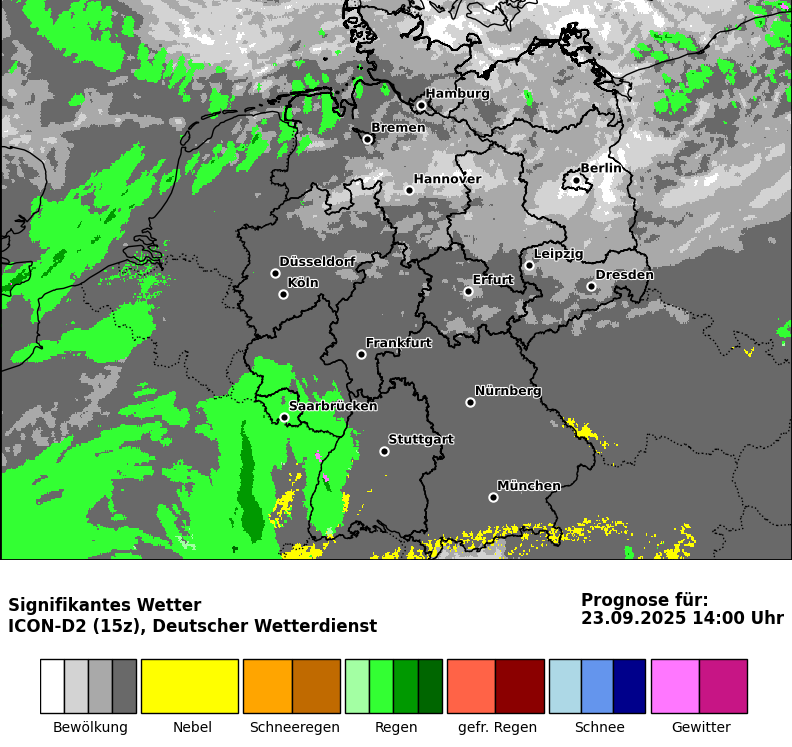 Hamburg
Bremen
Berlin
Hannover
Leipzig
Düsseldorf
Dresden
Köln
Erfurt
Frankfurt
Nürnberg
Saarbrücken
Stuttgart
München
Signifikantes Wetter
ICON-D2 (15z), Deutscher Wetterdienst
Prognose für:
23.09.2025 14:00 Uhr
Bewölkung
Nebel
Schneeregen
Regen
gefr. Regen
Schnee
Gewitter